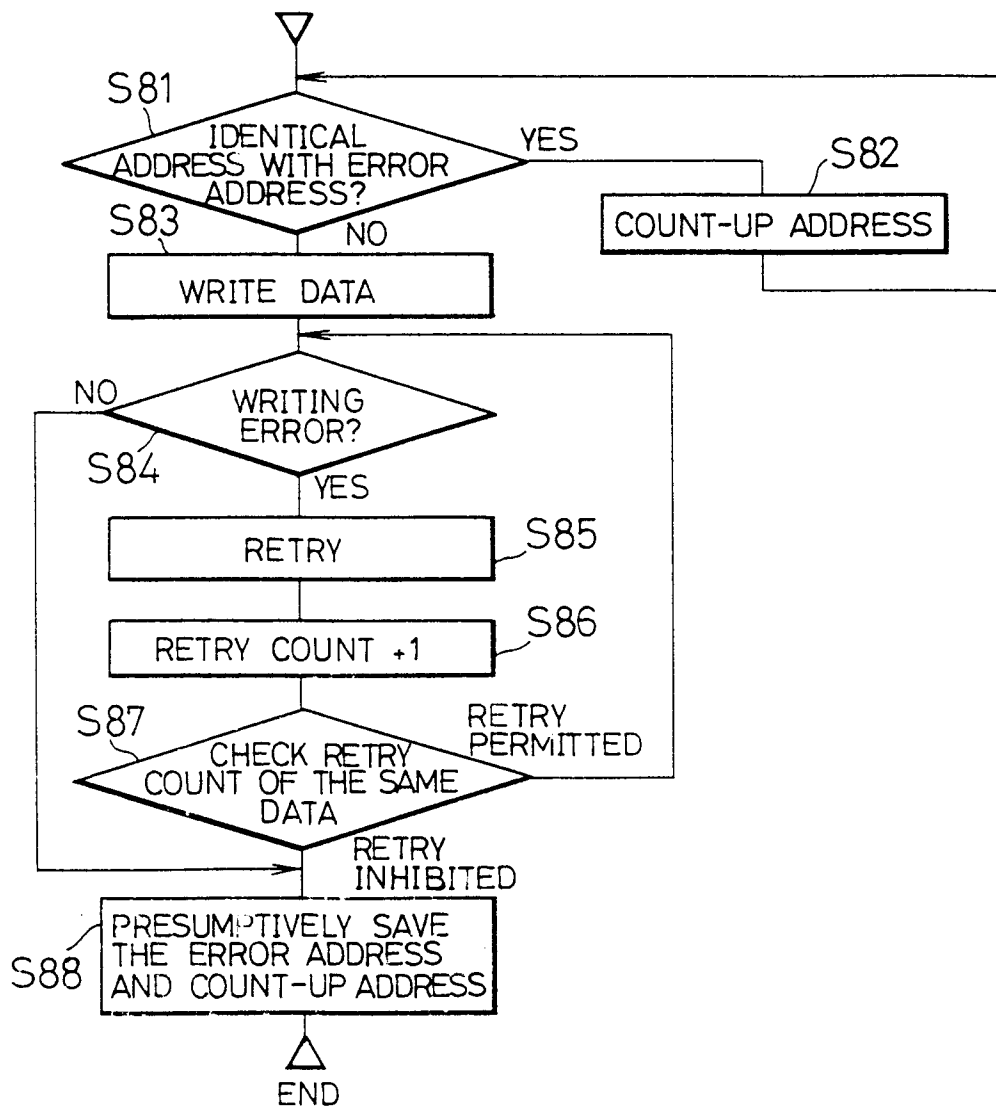 S81
IDENTICAL
ADDRESS WITH ERROR
ADDRESS?
YES
S82
COUNT-UP ADDRESS
S83
NO
WRITE DATA
NO
WRITING
ERROR?
S84
YES
RETRY
S85
RETRY COUNT +1
S86
S87
CHECK RETRY
COUNT OF THE SAME
DATA
RETRY
PERMITTED
RETRY
INHIBITED
PRESUMPTIVELY SAVE
THE ERROR ADDRESS
AND COUNT-UP ADDRESS
S88
END